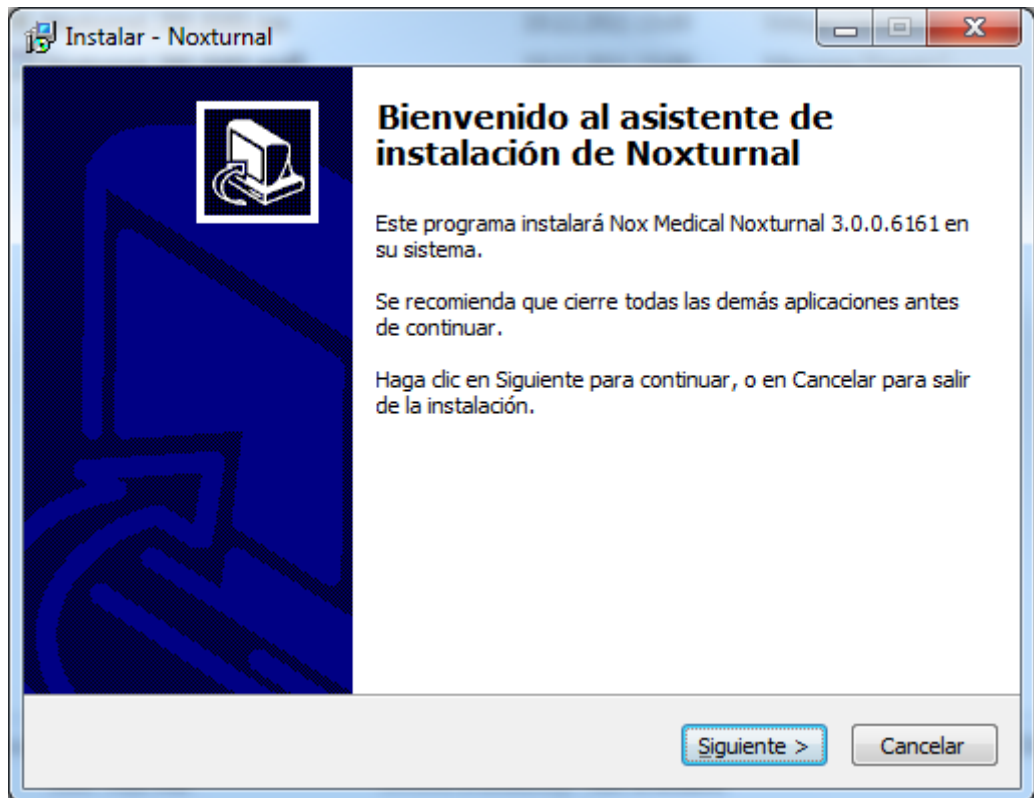 Instalar - Noxturnal
Bienvenido al asistente de
instalación de Noxturnal
Este programa instalará Nox Medical Noxturnal 3.0.0.6161 en
su sistema.
Se recomienda que cierre todas las demás aplicaciones antes
de continuar.
Haga clic en Siguiente para continuar, o en Cancelar para salir
de la instalación.
Siguiente >
Cancelar